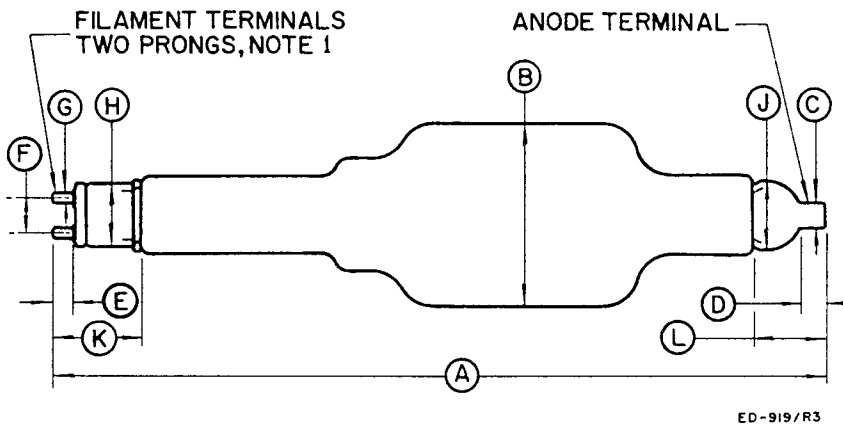 FILAMENT TERMINALS
TWO PRONGS, NOTE 1
ANODE TERMINAL
B
G
H
J
C
F
E
D
K
L
A
ED-919/R3